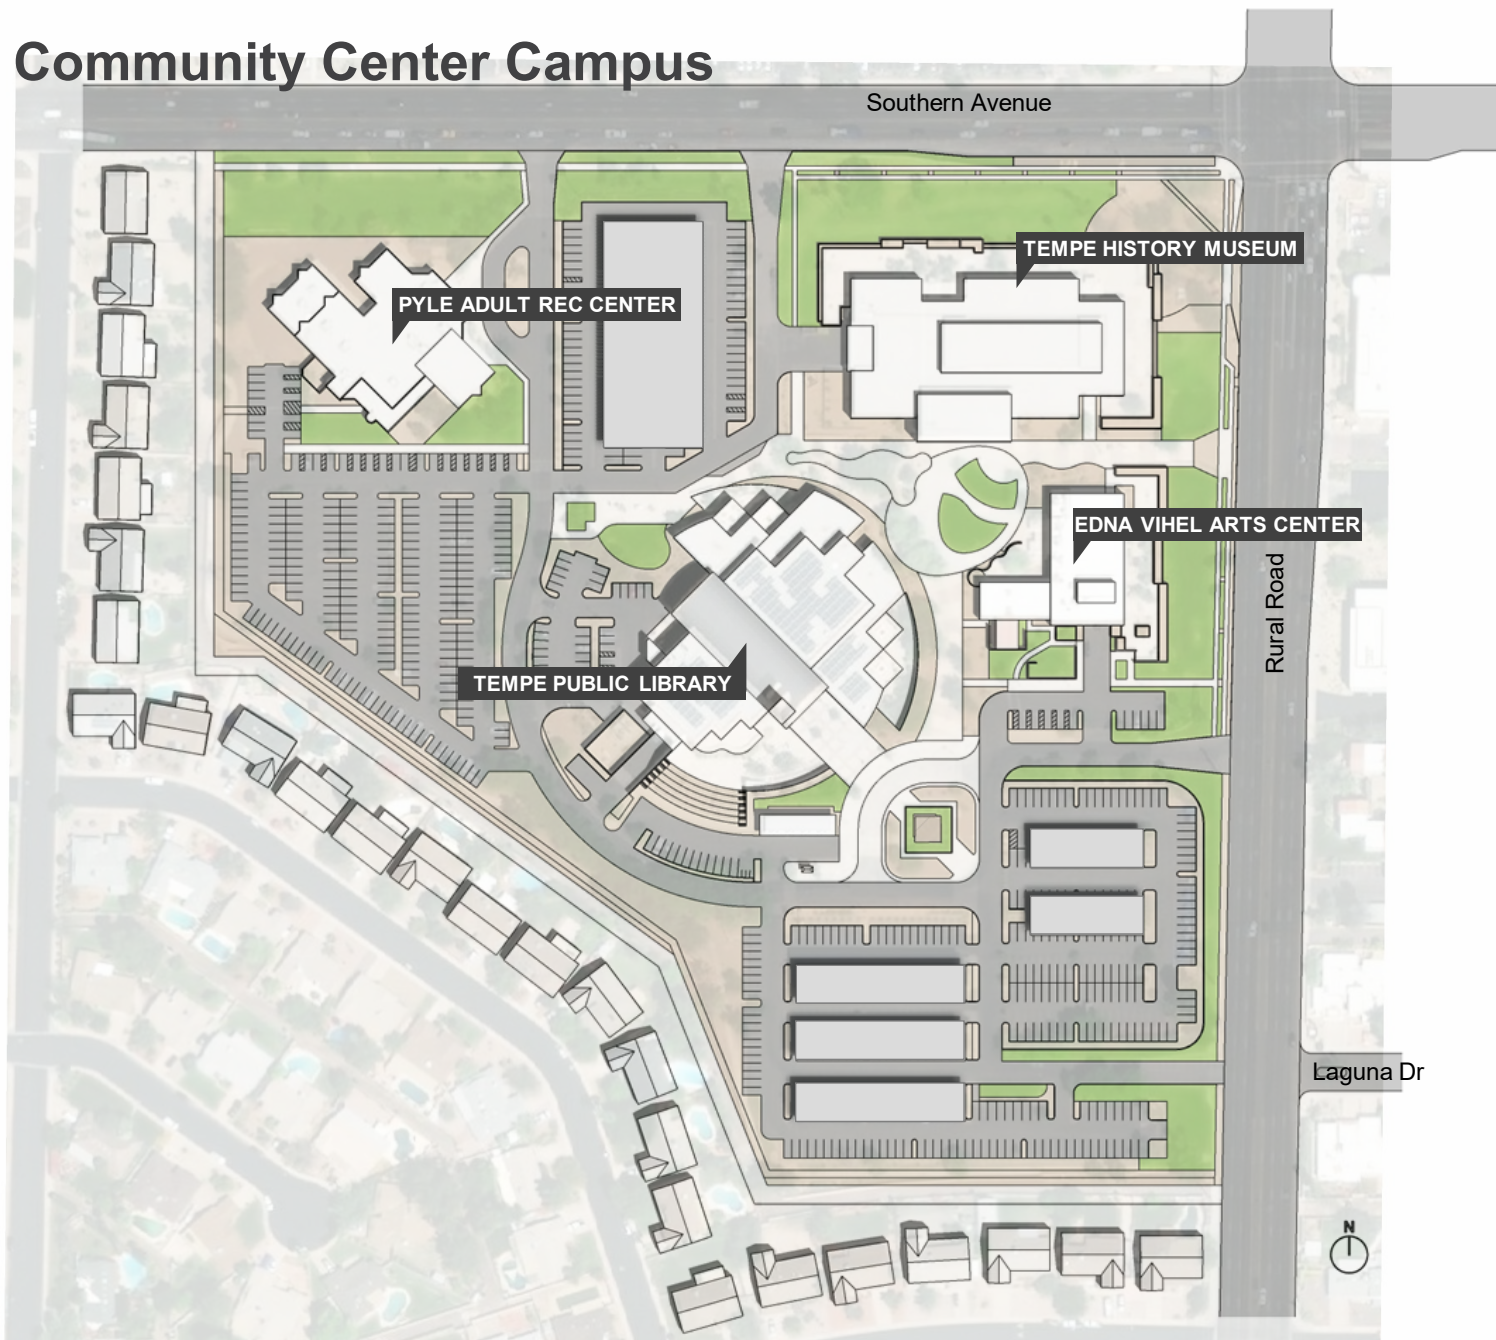 Community Center Campus
Southern Avenue
TEMPE HISTORY MUSEUM
PYLE ADULT REC CENTER
EDNA VIHEL ARTS CENTER
Rural Road
TEMPE PUBLIC LIBRARY
Laguna Dr
N